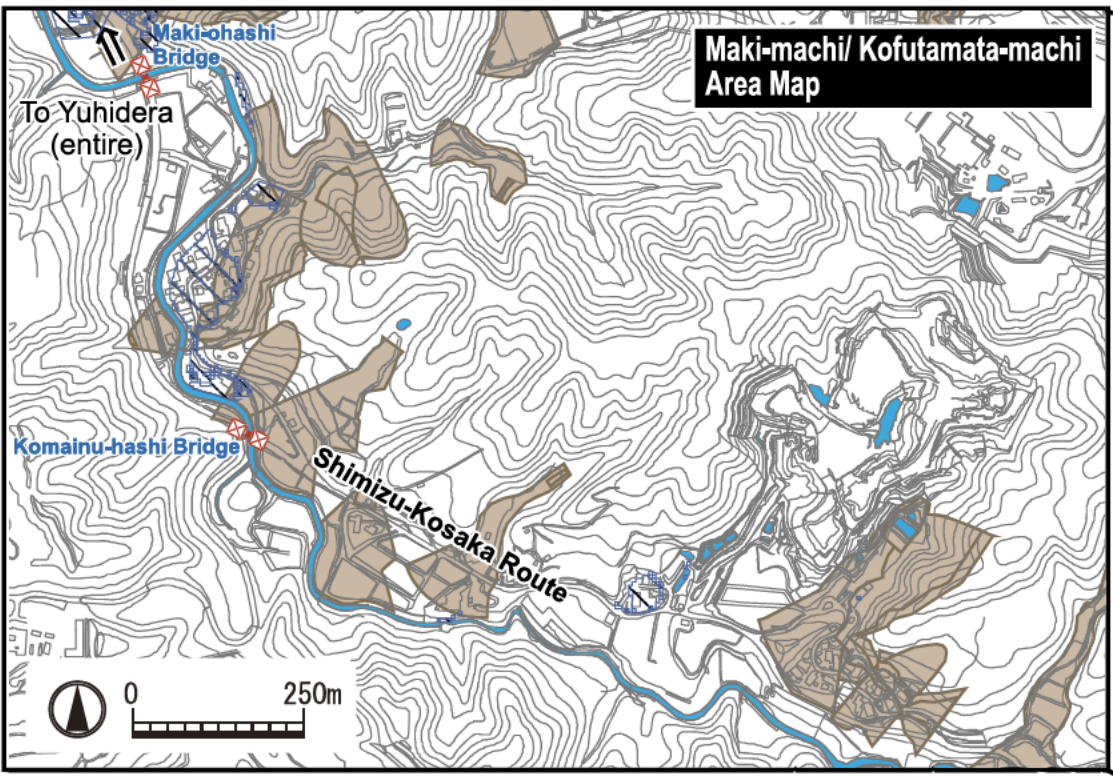 Maki-machi/ Kofutamata-machi
Area Map
Maki-ohashi
Bridge
To Yuhidera
(entire)
Komainu-hashi Bridge
Shimizu-Kosaka Route
0 250m